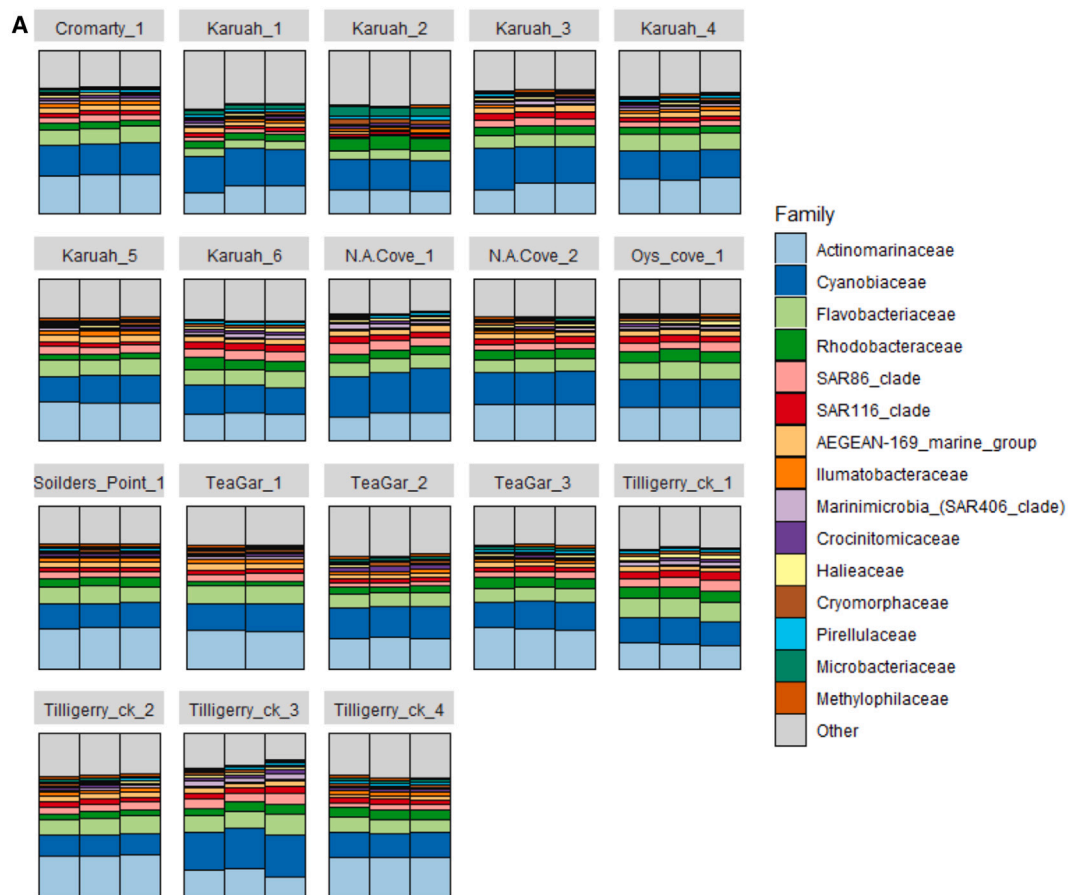 A
Cromarty_1 Karuah_1 Karuah_2 Karuah_3 Karuah_4
Karuah_5 Karuah_6 N.A.Cove_1 N.A.Cove_2 Oys_cove_1
Soilders_Point_1 TeaGar_1 TeaGar_2 TeaGar_3 Tilligerry_ck_1
Tilligerry_ck_2 Tilligerry_ck_3 Tilligerry_ck_4
Family
Actinomarinaceae
Cyanobiaceae
Flavobacteriaceae
Rhodobacteraceae
SAR86_clade
SAR116_clade
AEGEAN-169_marine_group
Ilumatobacteraceae
Marinimicrobia_(SAR406_clade)
Crocinitomicaceae
Halieaceae
Cryomorphaceae
Pirellulaceae
Microbacteriaceae
Methylophilaceae
Other